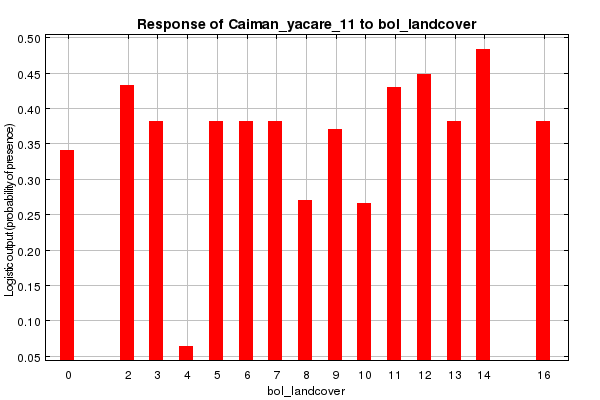 Response of Caiman_yacare_11 to bol_landcover
Logistic output (probability of presence)
0.50
0.45
0.40
0.35
0.30
0.25
0.20
0.15
0.10
0.05
0 2 3 4 5 6 7 8 9 10 11 12 13 14 16
bol_landcover